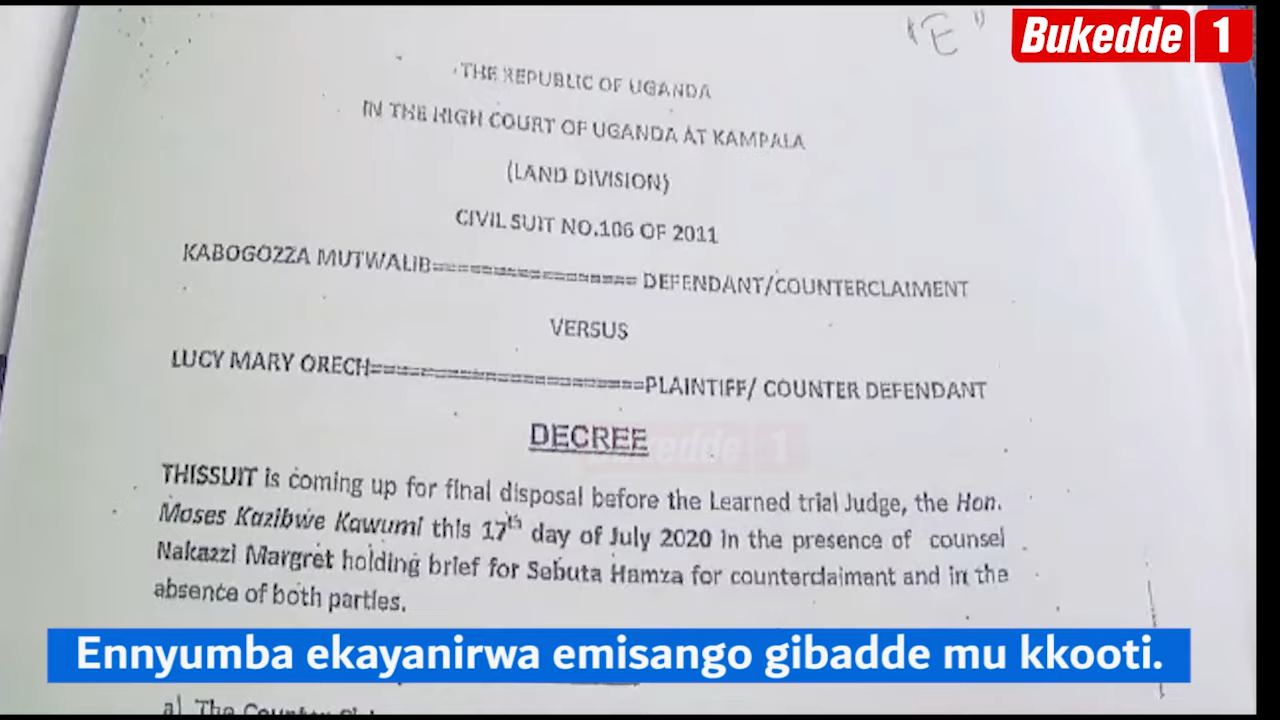 "E"
Bukedde 1
THE REPUBLIC OF UGANDA
IN THE HIGH COURT OF UGANDA AT KAMPALA
(LAND DIVISION)
CIVIL SUIT NO.106 OF 2011
KABOGOZZA MUTWALIB==================== DEFENDANT/COUNTERCLAIMENT
VERSUS
LUCY MARY ORECH===========================PLAINTIFF/ COUNTER DEFENDANT
DECREE
Bukedde 1
THISSUIT is coming up for final disposal before the Learned trial Judge, the Hon.
Moses Kazibwe Kawumi this 17th day of July 2020 in the presence of counsel
Nakazzi Margret holding brief for Sebuta Hamza for counterclaiment and in the
absence of both parties.
Ennyumba ekayanirwa emisango gibadde mu kkooti.
a) The Counter